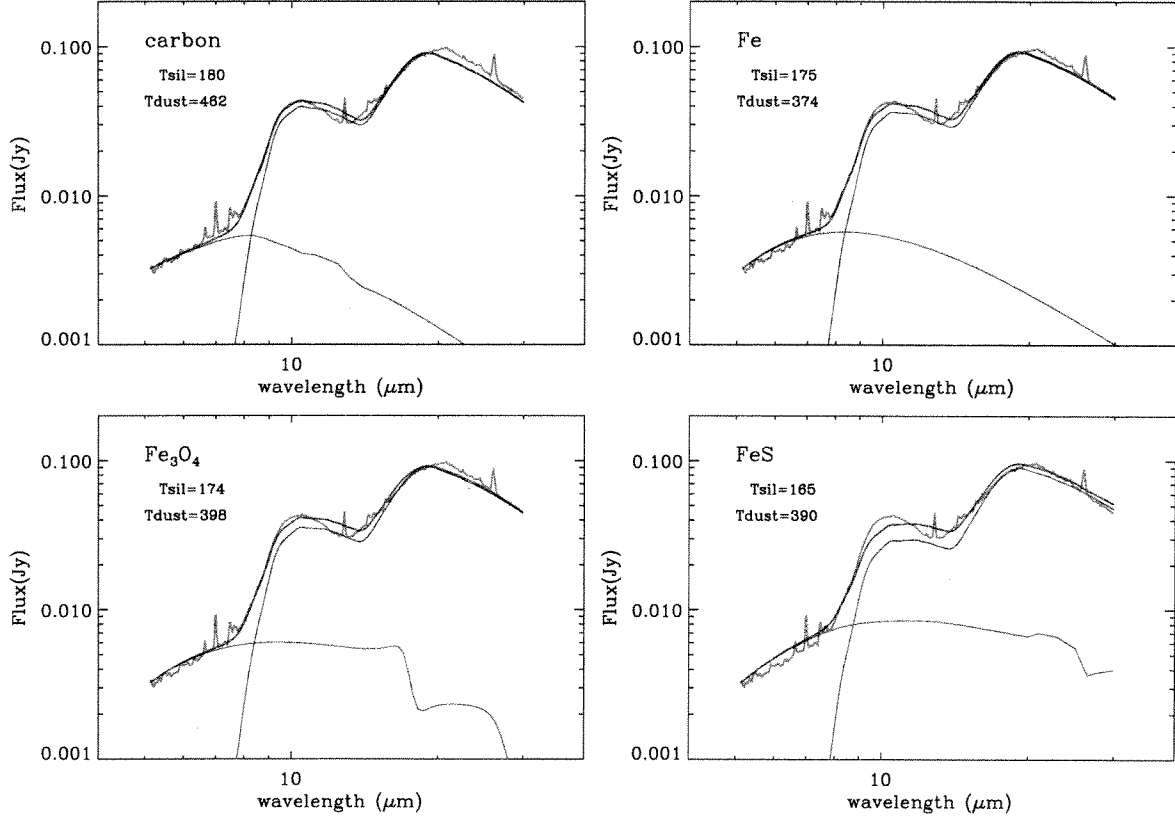 carbon
Tsil=180
Tdust=462
0.100
0.010
0.001
Flux(Jy)
10
wavelength (μm)
Fe
Tsil=175
Tdust=374
0.100
0.010
0.001
Flux(Jy)
10
wavelength (μm)
Fe₃O₄
Tsil=174
Tdust=398
0.100
0.010
0.001
Flux(Jy)
10
wavelength (μm)
FeS
Tsil=165
Tdust=390
0.100
0.010
0.001
Flux(Jy)
10
wavelength (μm)